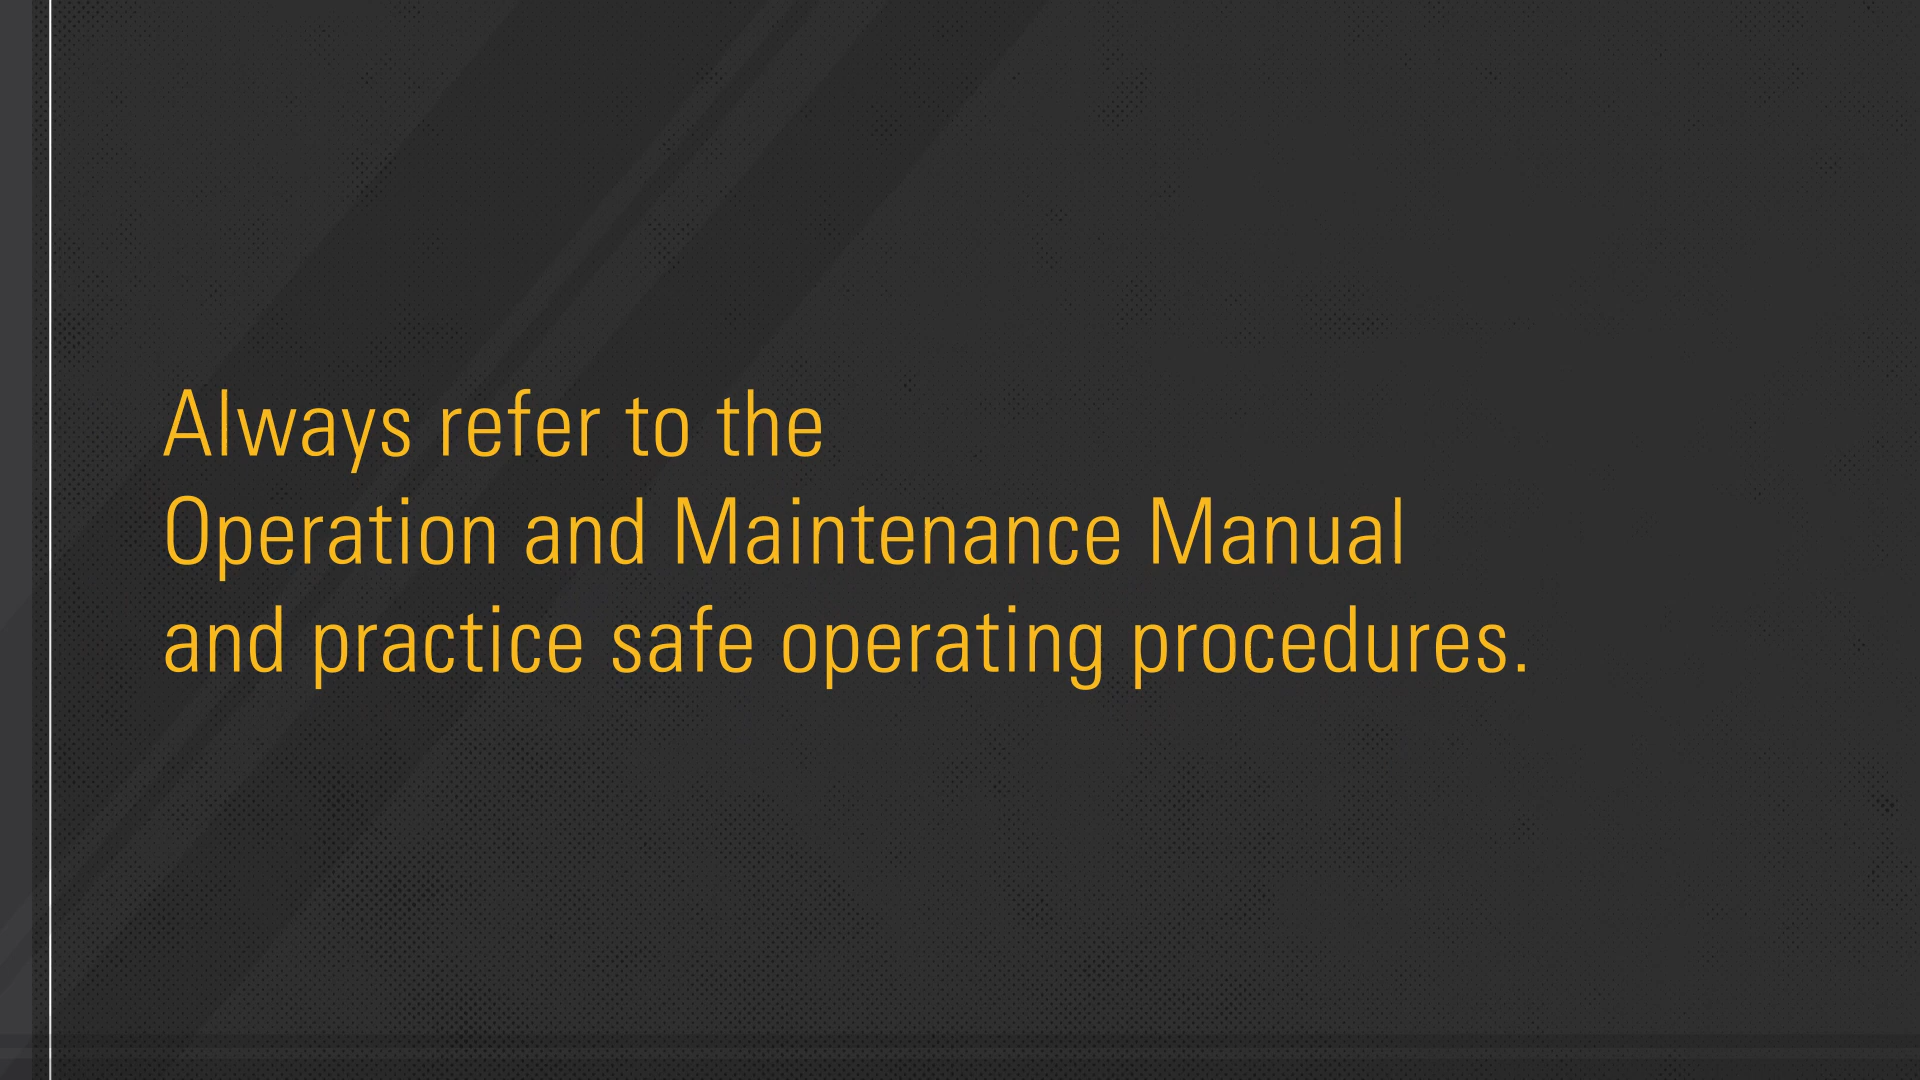 Always refer to the
Operation and Maintenance Manual
and practice safe operating procedures.